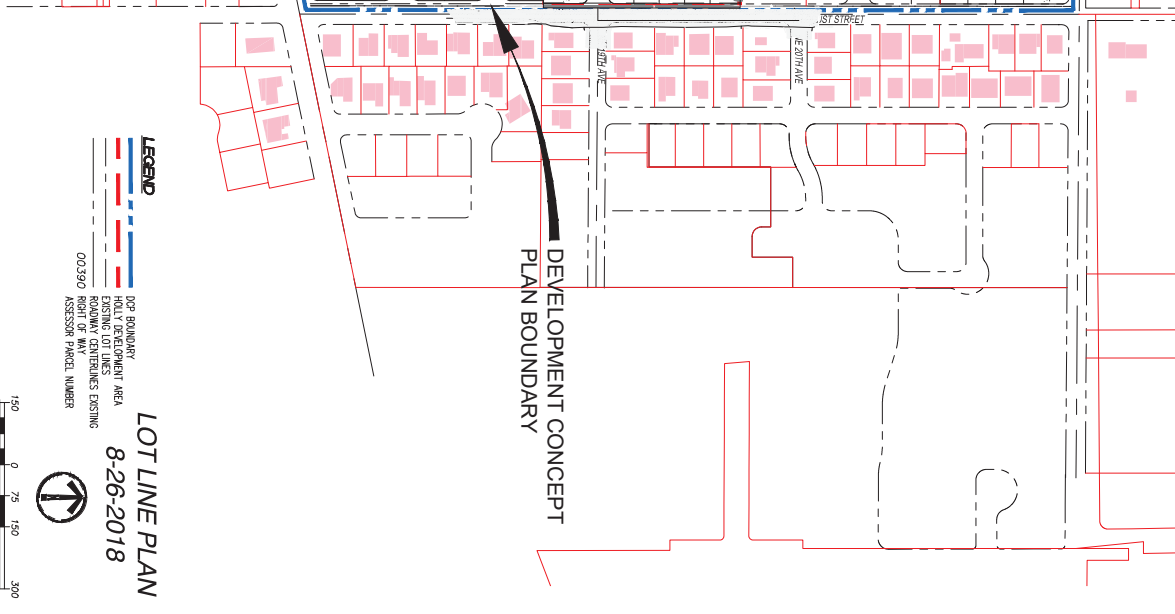 1ST STREET
19TH AVE
NE 20TH AVE
DEVELOPMENT CONCEPT
PLAN BOUNDARY
LEGEND
DCP BOUNDARY
HOLLY DEVELOPMENT AREA
EXISTING LOT LINES
ROADWAY CENTERLINES EXISTING
RIGHT OF WAY
00390
ASSESSOR PARCEL NUMBER
LOT LINE PLAN
8-26-2018
150
0
75
150
300